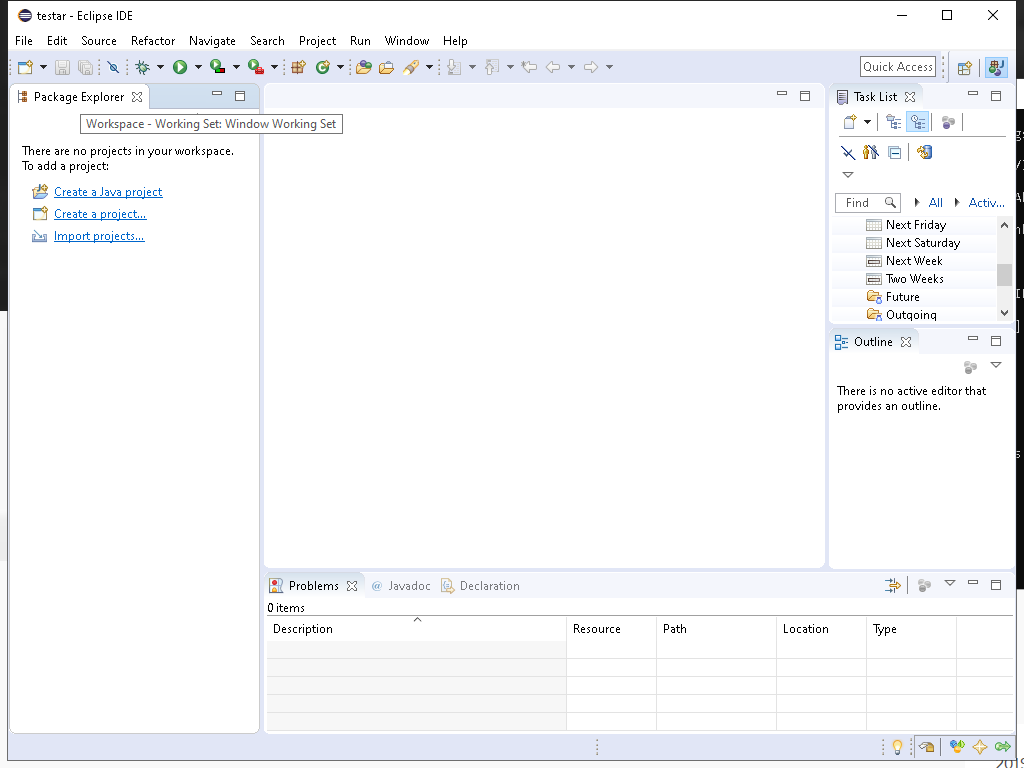 testar - Eclipse IDE
File Edit Source Refactor Navigate Search Project Run Window Help
Quick Access
Package Explorer
Task List
Workspace - Working Set: Window Working Set
There are no projects in your workspace.
To add a project:
Create a Java project
Create a project...
Import projects...
Find All Activ...
Next Friday
Next Saturday
Next Week
Two Weeks
Future
Outgoing
Outline
There is no active editor that
provides an outline.
Problems @ Javadoc Declaration
0 items
Description Resource Path Location Type